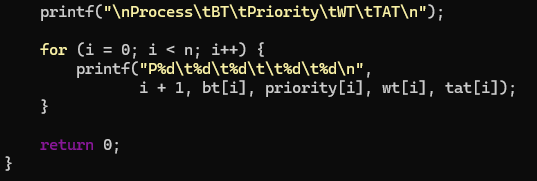 printf("\nProcess\tBT\tPriority\tWT\tTAT\n");
for (i = 0; i < n; i++) {
printf("P%d\t%d\t%d\t\t%d\t%d\n",
i + 1, bt[i], priority[i], wt[i], tat[i]);
}
return 0;
}